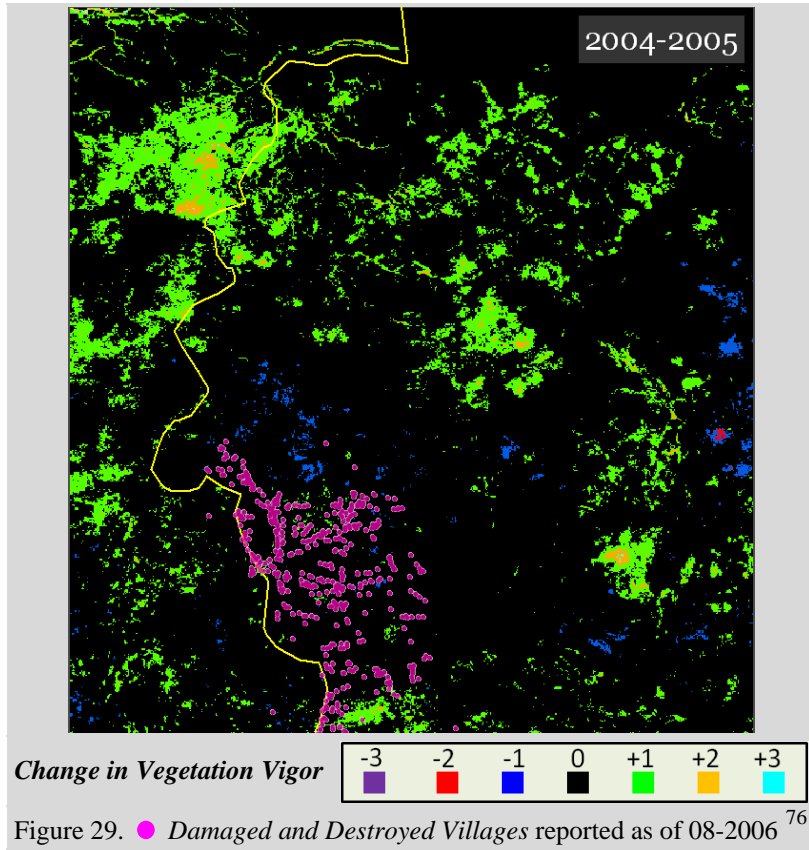 2004-2005
Change in Vegetation Vigor -3 -2 -1 0 +1 +2 +3
Figure 29. Damaged and Destroyed Villages reported as of 08-2006 76